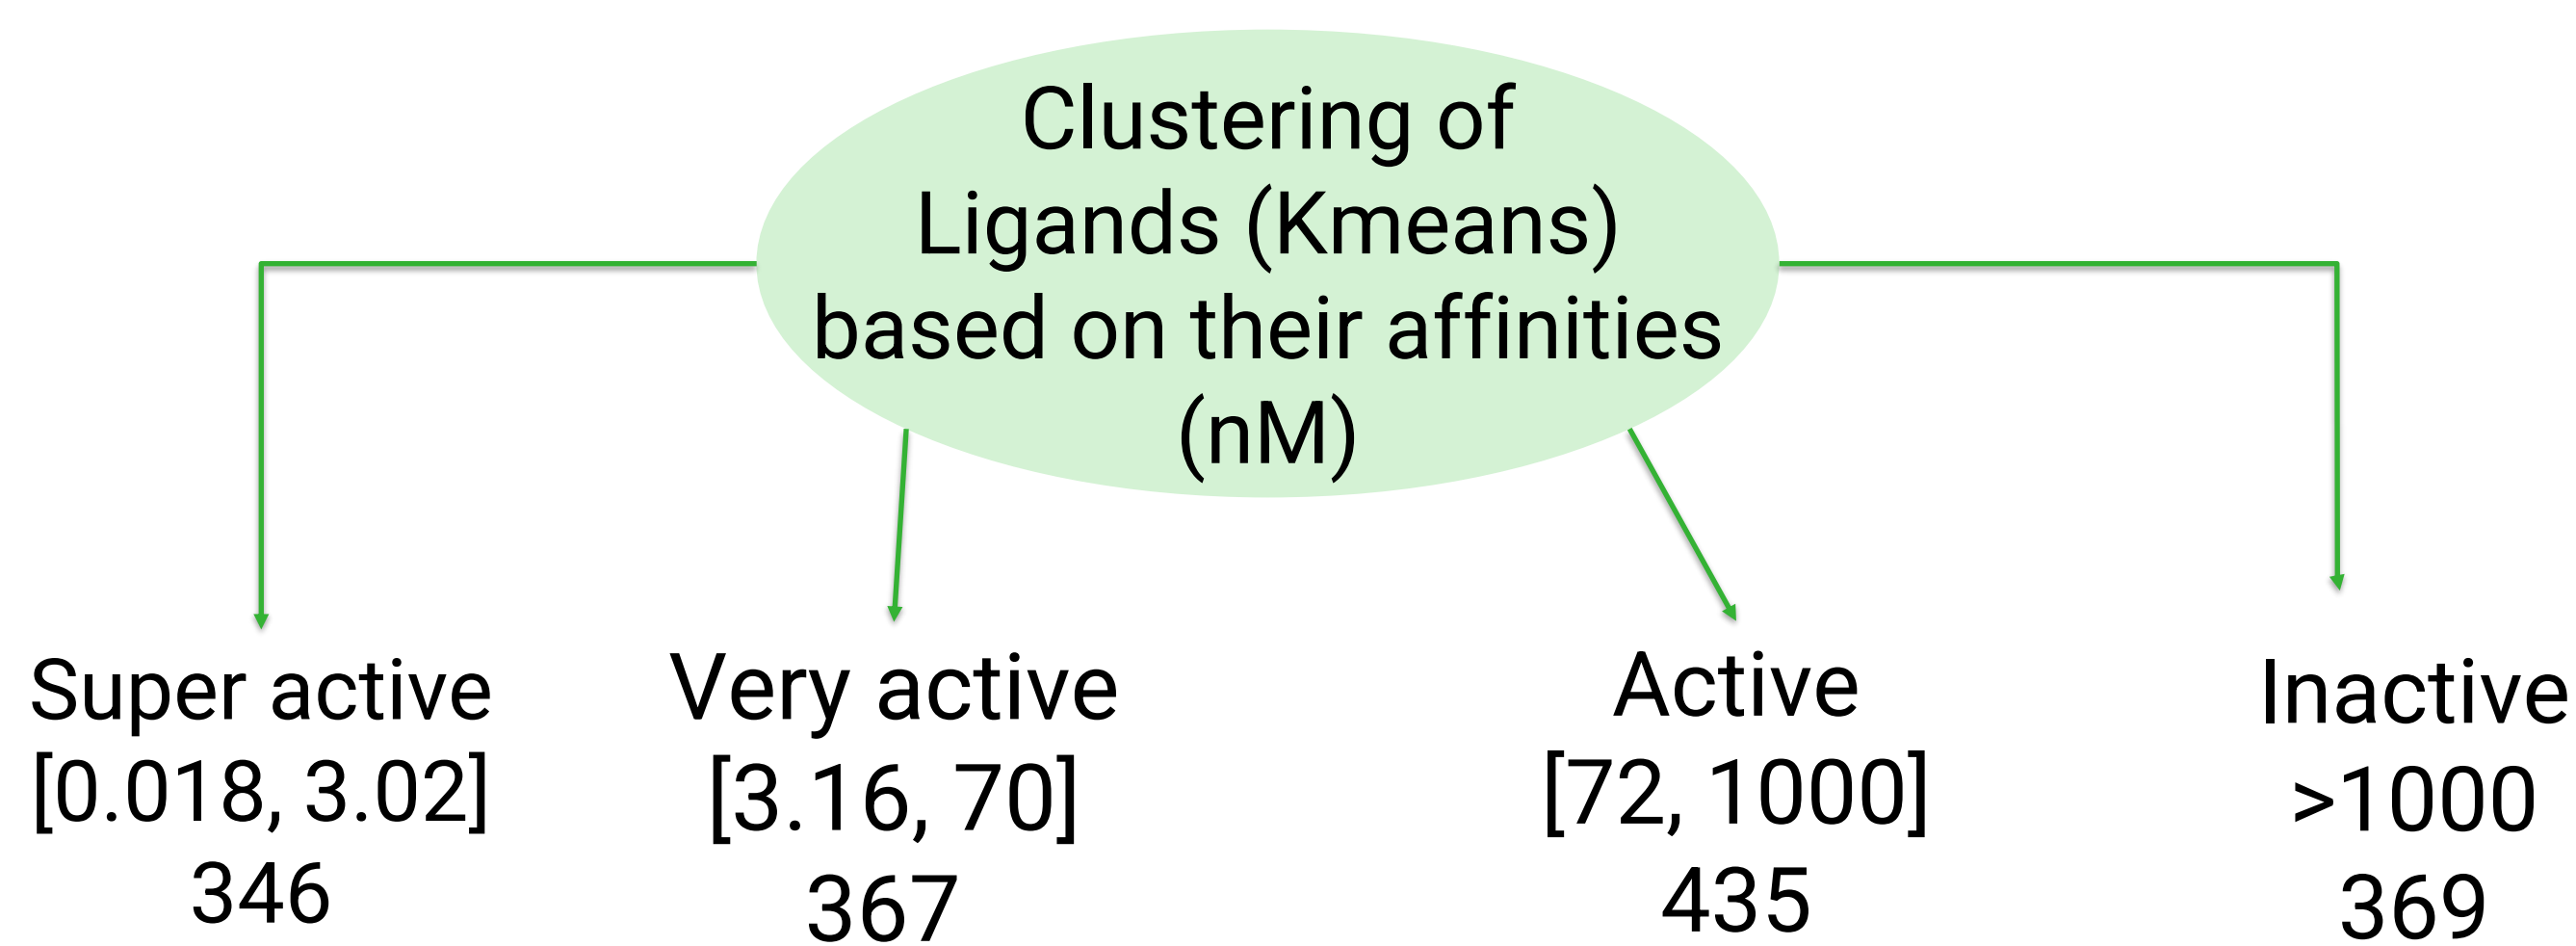 Clustering of
Ligands (Kmeans)
based on their affinities
(nM)
Super active
[0.018, 3.02]
346
Very active
[3.16, 70]
367
Active
[72, 1000]
435
Inactive
>1000
369